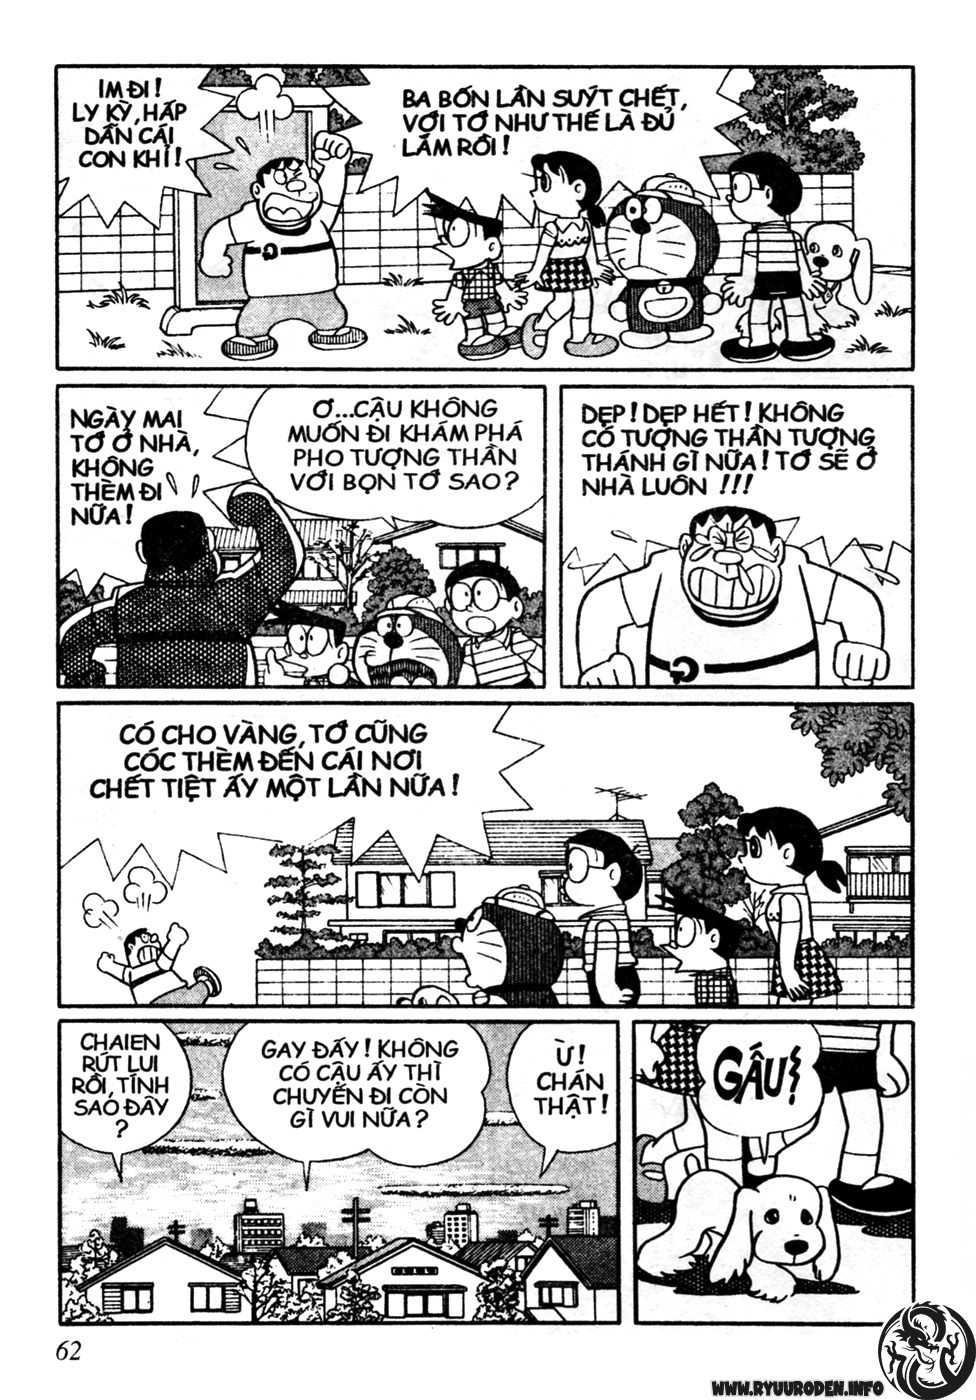 IM ĐI!
LY KỲ, HẤP
DẪN CÁI
CON KHỈ!
BA BỐN LẦN SUÝT CHẾT,
VỚI TỚ NHƯ THẾ LÀ ĐỦ
LẮM RỒI!
NGÀY MAI
TỚ Ở NHÀ,
KHÔNG
THÈM ĐI
NỮA!
Ơ...CẬU KHÔNG
MUỐN ĐI KHÁM PHÁ
PHO TƯỢNG THẦN
VỚI BỌN TỚ SAO?
DẸP! DẸP HẾT! KHÔNG
CÓ TƯỢNG THẦN TƯỢNG
THÁNH GÌ NỮA! TỚ SẼ Ở
NHÀ LUÔN!!!
CÓ CHO VÀNG, TỚ CŨNG
CÓC THÈM ĐẾN CÁI NƠI
CHẾT TIỆT ẤY MỘT LẦN NỮA!
CHAIEN
RÚT LUI
RỒI, TÍNH
SAO ĐÂY
?
GAY ĐẤY! KHÔNG
CÓ CẬU ẤY THÌ
CHUYẾN ĐI CÒN
GÌ VUI NỮA?
Ừ!
CHÁN
THẬT!
GẤU!
62
WWW.RYUURODEN.INFO